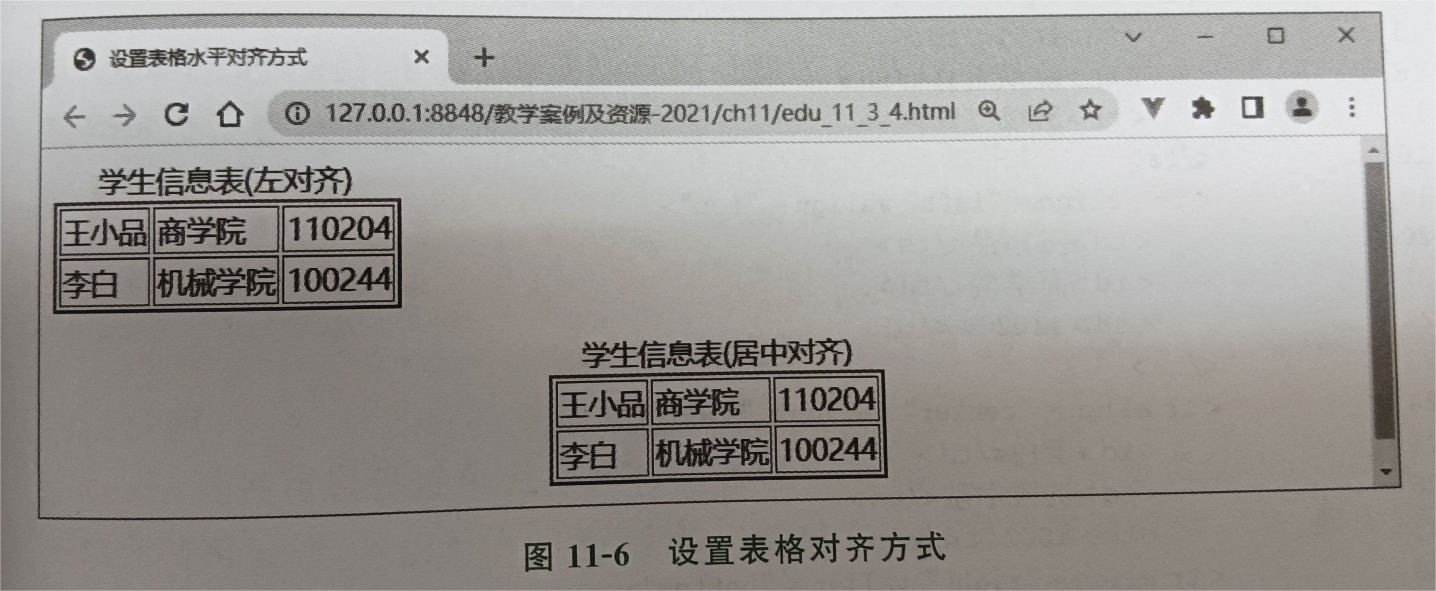 设置表格水平对齐方式
127.0.0.1:8848/教学案例及资源-2021/ch11/edu_11_3_4.html
学生信息表(左对齐)
王小品 商学院 110204
李白 机械学院 100244
学生信息表(居中对齐)
王小品 商学院 110204
李白 机械学院 100244
图 11-6 设置表格对齐方式